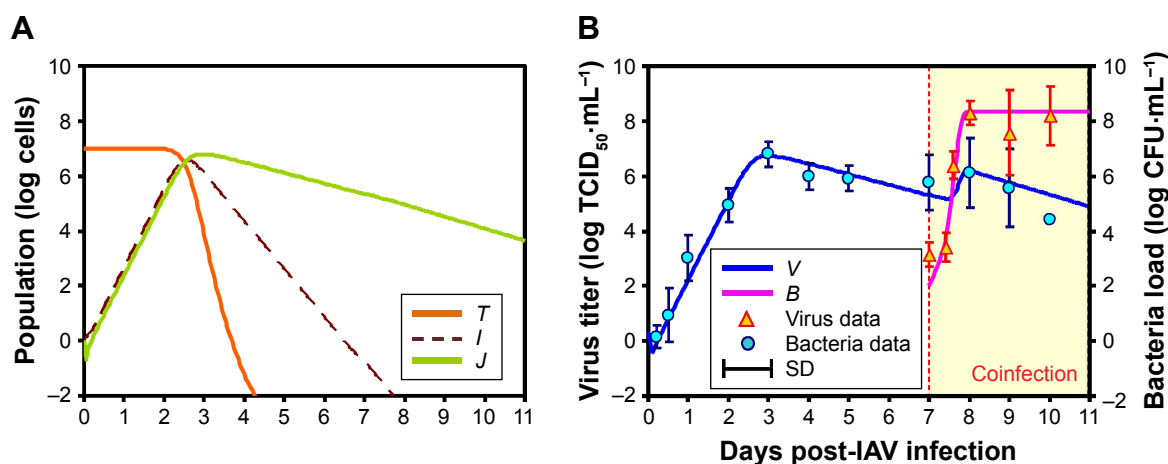 A
Population (log cells)
10
8
6
4
2
0
–2
T
I
J
0 1 2 3 4 5 6 7 8 9 10 11
B
Virus titer (log TCID50·mL–1)
10
8
6
4
2
0
–2
V
B
Virus data
Bacteria data
SD
Coinfection
10
8
6
4
2
0
–2
Bacteria load (log CFU·mL–1)
0 1 2 3 4 5 6 7 8 9 10 11
Days post-IAV infection